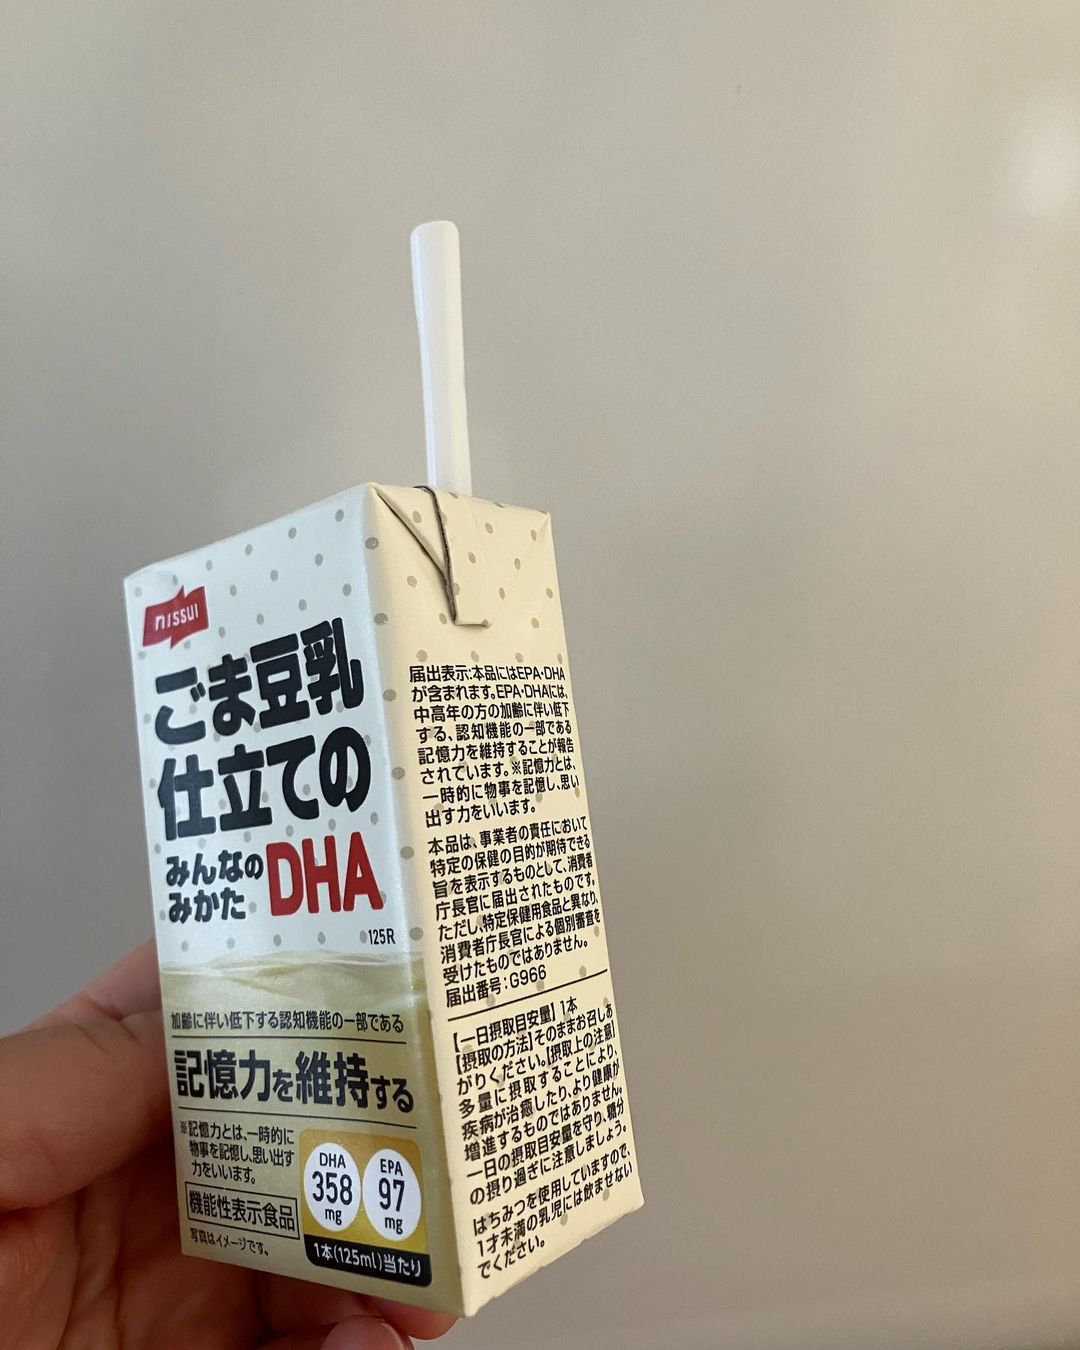 nissui
ごま豆乳
仕立ての
みんなの
みかた
DHA
125R
加齢に伴い低下する認知機能の一部である
記憶力を維持する
※記憶力とは、一時的に
物事を記憶し、思い出す
力をいいます。
機能性表示食品
写真はイメージです。
DHA
358
mg
EPA
97
mg
1本(125ml)当たり
届出表示:本品にはEPA・DHA
が含まれます。EPA・DHAには、
中高年の方の加齢に伴い低下
する、認知機能の一部である
記憶力を維持することが報告
されています。※記憶力とは、
一時的に物事を記憶し、思い
出す力をいいます。
本品は、事業者の責任において
特定の保健の目的が期待できる
旨を表示するものとして、消費者
庁長官に届出されたものです。
ただし、特定保健用食品と異なり、
消費者庁長官による個別審査を
受けたものではありません。
届出番号:G966
【一日摂取目安量】1本
【摂取の方法】そのままお召しあ
がりください。【摂取上の注意】
多量に摂取することにより、
疾病が治癒したり、より健康が
増進するものではありません。
一日の摂取目安量を守り、糖分
の摂り過ぎに注意しましょう。
はちみつを使用していますので、
1才未満の乳児には飲ませない
でください。